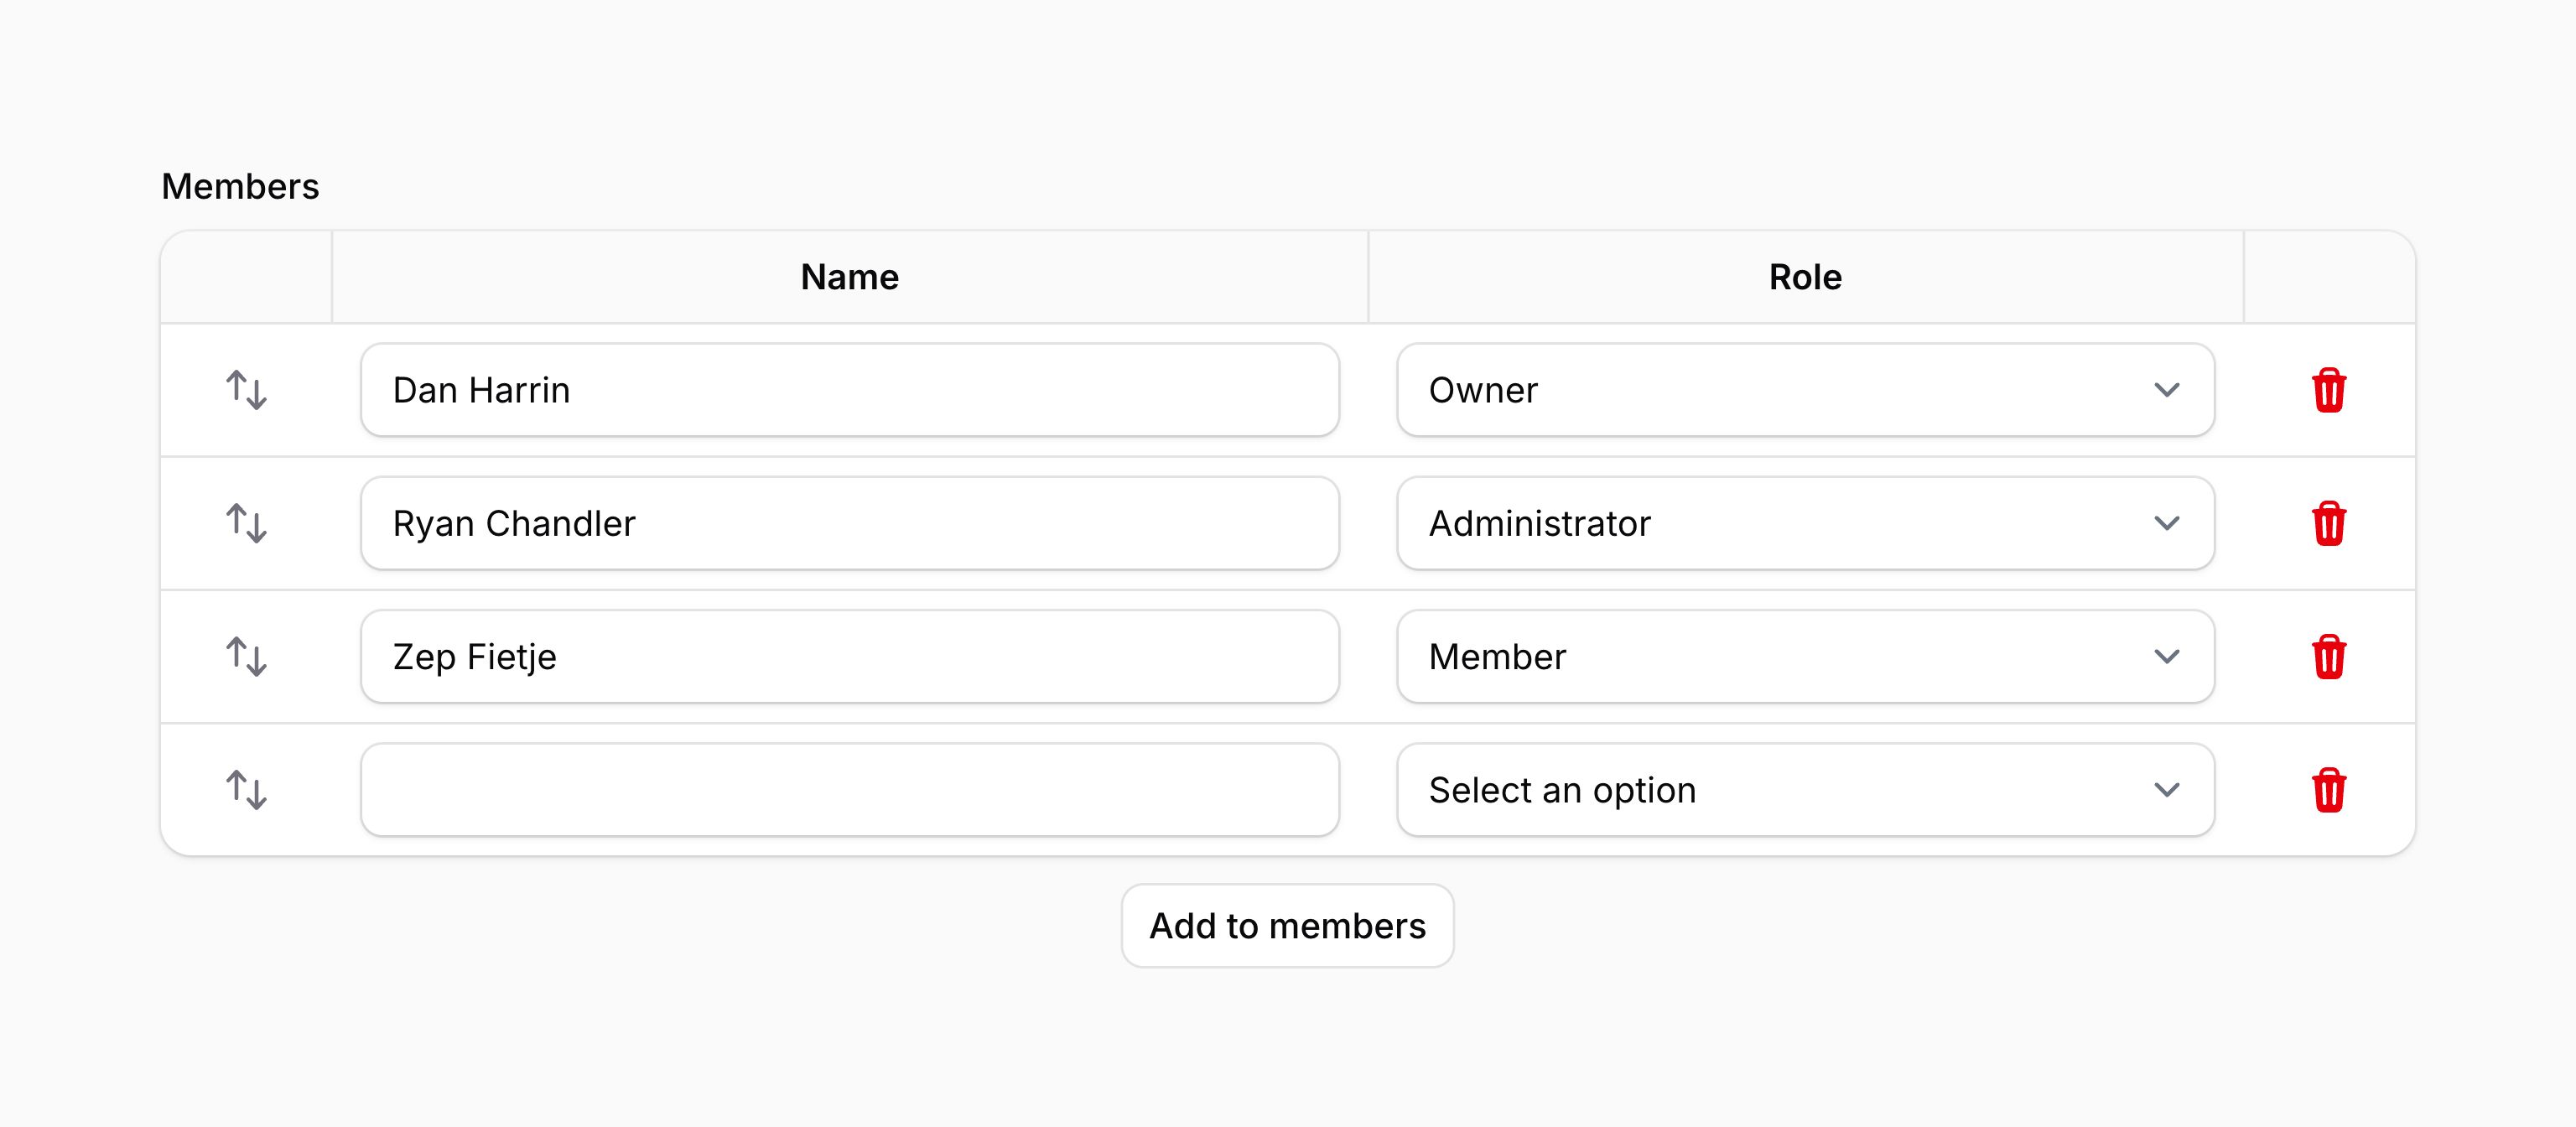 Members
Name Role
Dan Harrin Owner
Ryan Chandler Administrator
Zep Fietje Member
Select an option
Add to members